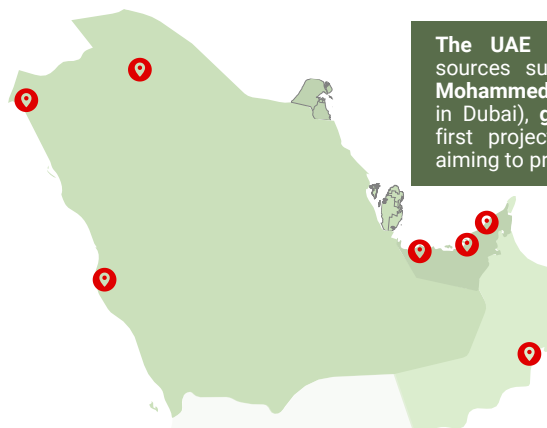 The UAE
sources su
Mohammed
in Dubai), g
first projec
aiming to pr